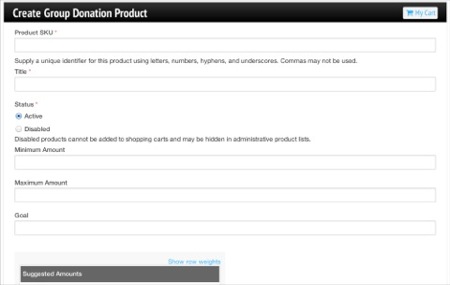 Create Group Donation Product
My Cart
Product SKU *
Supply a unique identifier for this product using letters, numbers, hyphens, and underscores. Commas may not be used.
Title *
Status *
Active
Disabled
Disabled products cannot be added to shopping carts and may be hidden in administrative product lists.
Minimum Amount
Maximum Amount
Goal
Show row weights
Suggested Amounts